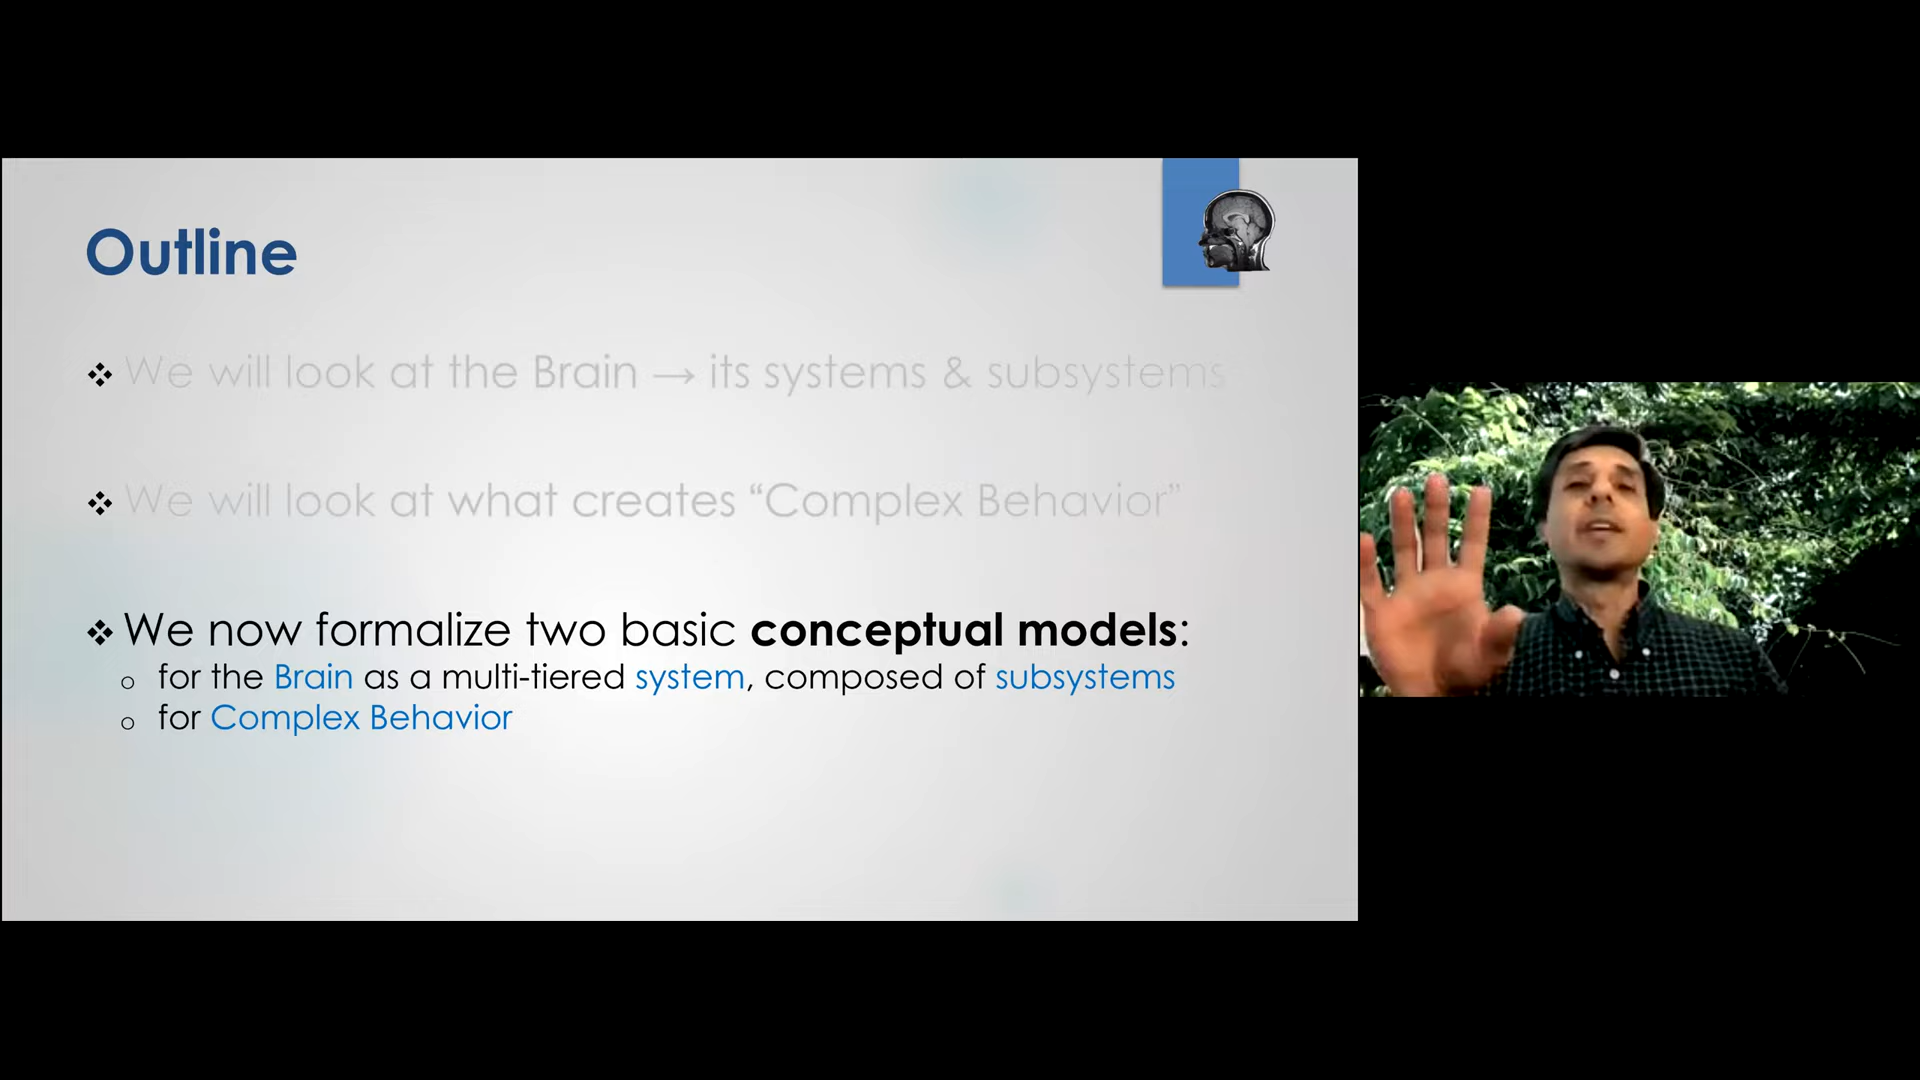 Outline
❖ We will look at the Brain → its systems & subsystems
❖ We will look at what creates “Complex Behavior”
❖ We now formalize two basic conceptual models:
o for the Brain as a multi-tiered system, composed of subsystems
o for Complex Behavior